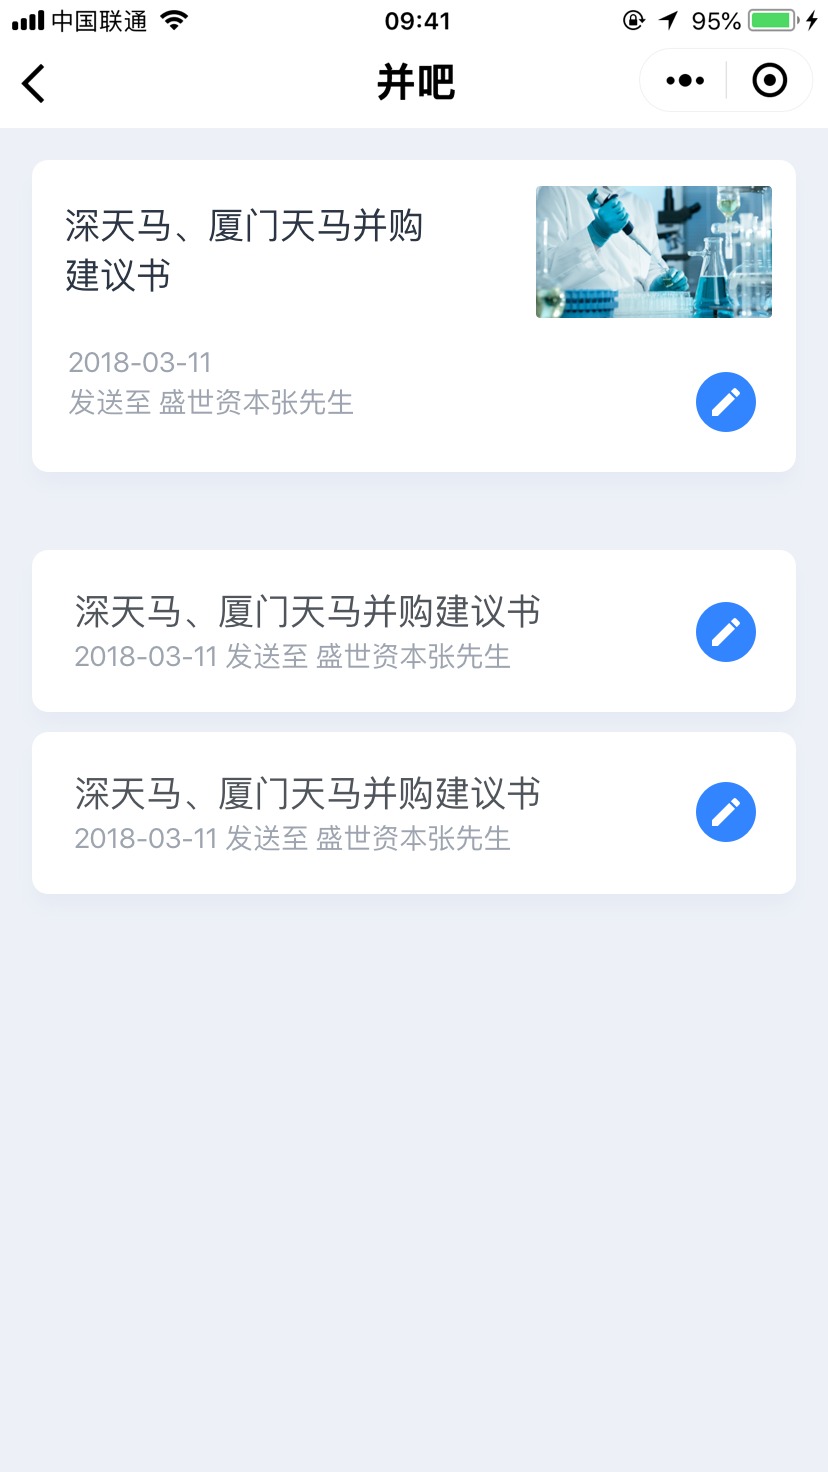 中国联通 09:41 95%
并吧
深天马、厦门天马并购
建议书
2018-03-11
发送至 盛世资本张先生
深天马、厦门天马并购建议书
2018-03-11 发送至 盛世资本张先生
深天马、厦门天马并购建议书
2018-03-11 发送至 盛世资本张先生